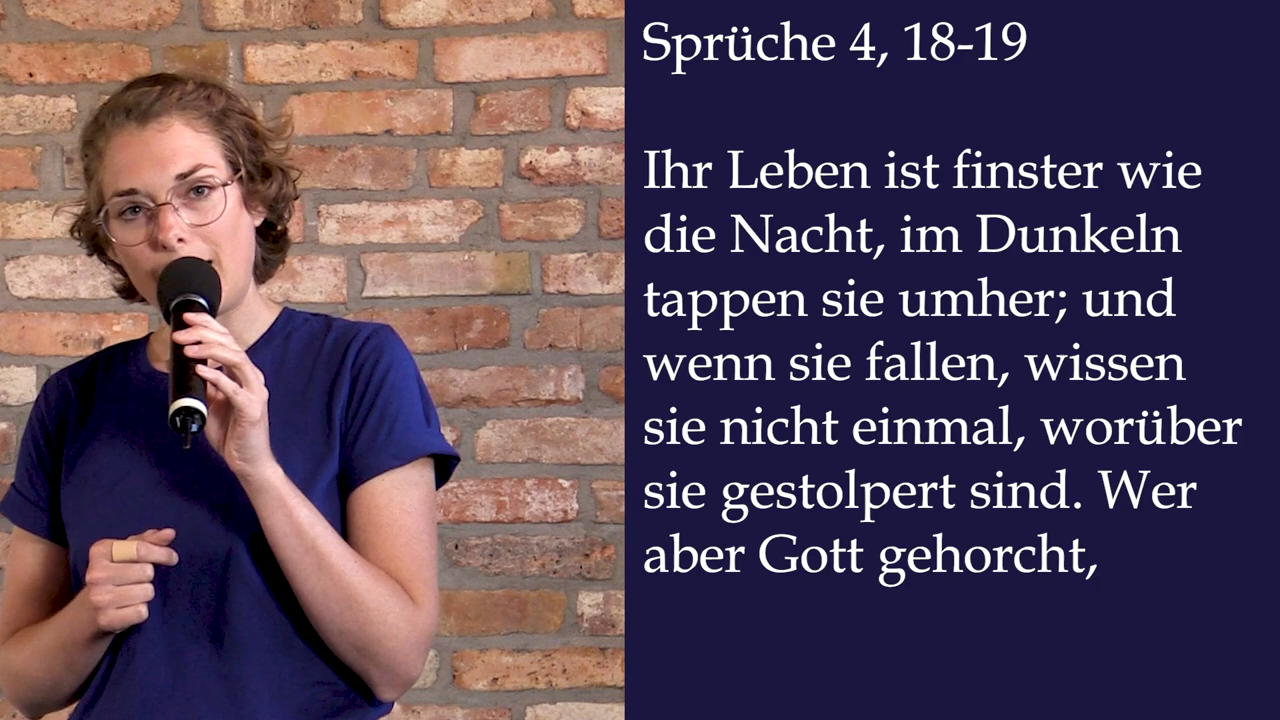 Sprüche 4, 18-19
Ihr Leben ist finster wie
die Nacht, im Dunkeln
tappen sie umher; und
wenn sie fallen, wissen
sie nicht einmal, worüber
sie gestolpert sind. Wer
aber Gott gehorcht,